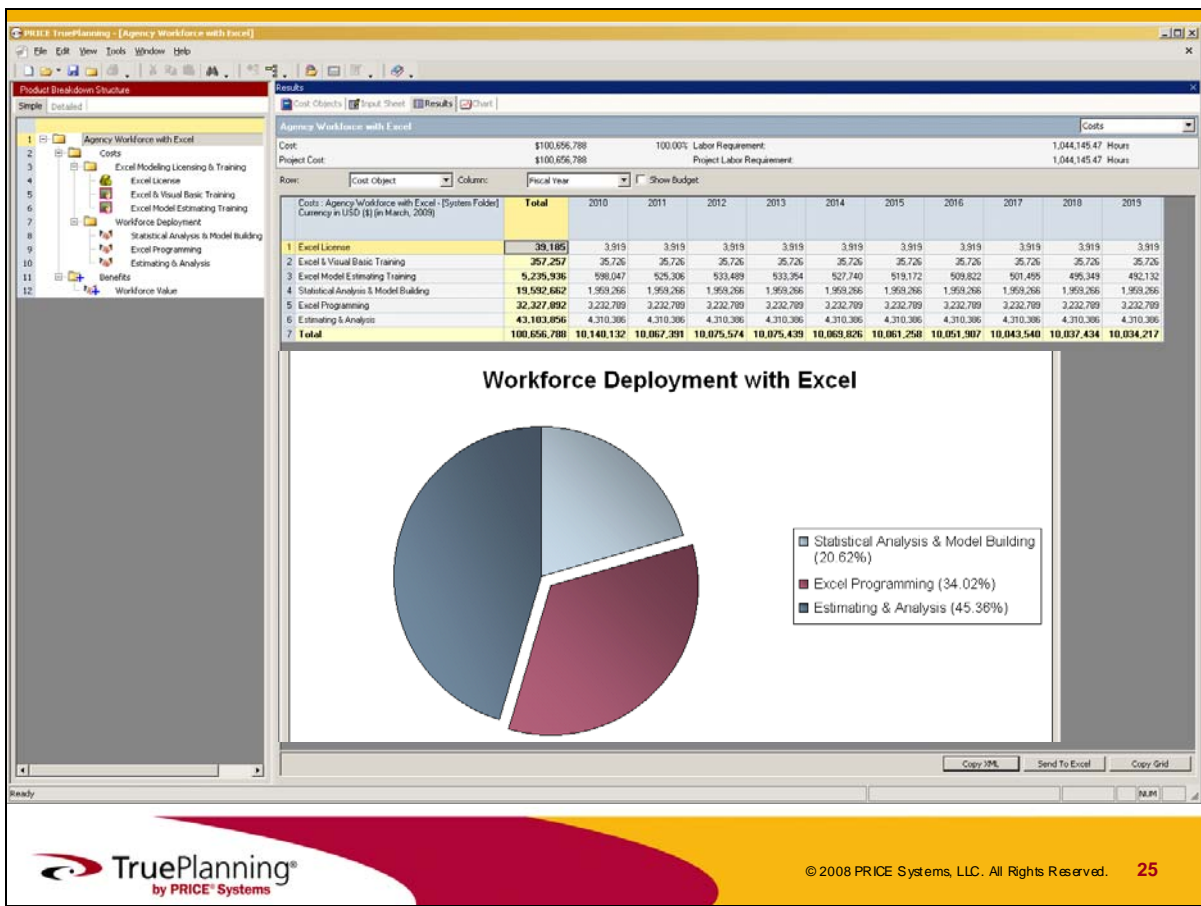 PRICE TruePlanning - [Agency Workforce with Excel]
File Edit View Tools Window Help
Product Breakdown Structure
Simple Detailed
1 Agency Workforce with Excel
2 Costs
3 Excel Modeling Licensing & Training
4 Excel License
5 Excel & Visual Basic Training
6 Excel Model Estimating Training
7 Workforce Deployment
8 Statistical Analysis & Model Building
9 Excel Programming
10 Estimating & Analysis
11 Benefits
12 Workforce Value
Results
Cost Objects Input Sheet Results Chart
Agency Workforce with Excel Costs
Cost: $100,656,788 100.00% Labor Requirement: 1,044,145.47 Hours
Project Cost: $100,656,788 Project Labor Requirement: 1,044,145.47 Hours
Row: Cost Object Column: Fiscal Year Show Budget
Costs : Agency Workforce with Excel - [System Folder] Total 2010 2011 2012 2013 2014 2015 2016 2017 2018 2019
Currency in USD ($) (in March, 2009)
1 Excel License 39,185 3,919 3,919 3,919 3,919 3,919 3,919 3,919 3,919 3,919 3,919
2 Excel & Visual Basic Training 357,257 35,726 35,726 35,726 35,726 35,726 35,726 35,726 35,726 35,726 35,726
3 Excel Model Estimating Training 5,235,936 598,047 525,306 533,489 533,354 527,740 519,172 509,822 501,455 495,349 492,132
4 Statistical Analysis & Model Building 19,592,662 1,959,266 1,959,266 1,959,266 1,959,266 1,959,266 1,959,266 1,959,266 1,959,266 1,959,266 1,959,266
5 Excel Programming 32,327,892 3,232,789 3,232,789 3,232,789 3,232,789 3,232,789 3,232,789 3,232,789 3,232,789 3,232,789 3,232,789
6 Estimating & Analysis 43,103,856 4,310,386 4,310,386 4,310,386 4,310,386 4,310,386 4,310,386 4,310,386 4,310,386 4,310,386 4,310,386
7 Total 100,656,788 10,140,132 10,067,391 10,075,574 10,075,439 10,069,826 10,061,258 10,051,907 10,043,540 10,037,434 10,034,217
Workforce Deployment with Excel
Statistical Analysis & Model Building
(20.62%)
Excel Programming (34.02%)
Estimating & Analysis (45.36%)
Copy XML Send To Excel Copy Grid
Ready NUM
TruePlanning®
by PRICE® Systems
© 2008 PRICE Systems, LLC. All Rights Reserved. 25